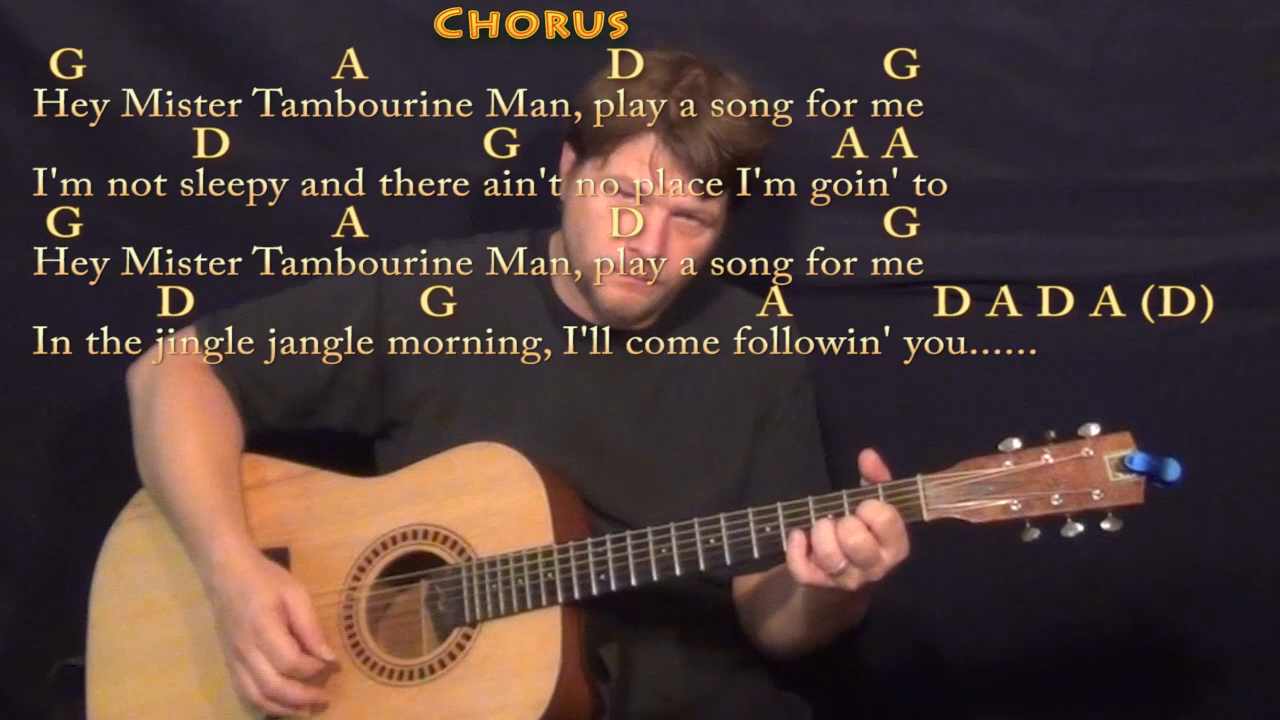 CHORUS
G A D G
Hey Mister Tambourine Man, play a song for me
D G A A
I'm not sleepy and there ain't no place I'm goin' to
G A D G
Hey Mister Tambourine Man, play a song for me
D G A D A D A (D)
In the jingle jangle morning, I'll come followin' you......